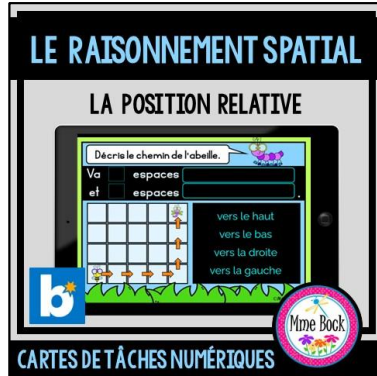 LE RAISONNEMENT SPATIAL
LA POSITION RELATIVE
Décris le chemin de l'abeille.
Va espaces
et espaces .
vers le haut
vers le bas
vers la droite
vers la gauche
b
Mme Bock
CARTES DE TÂCHES NUMÉRIQUES